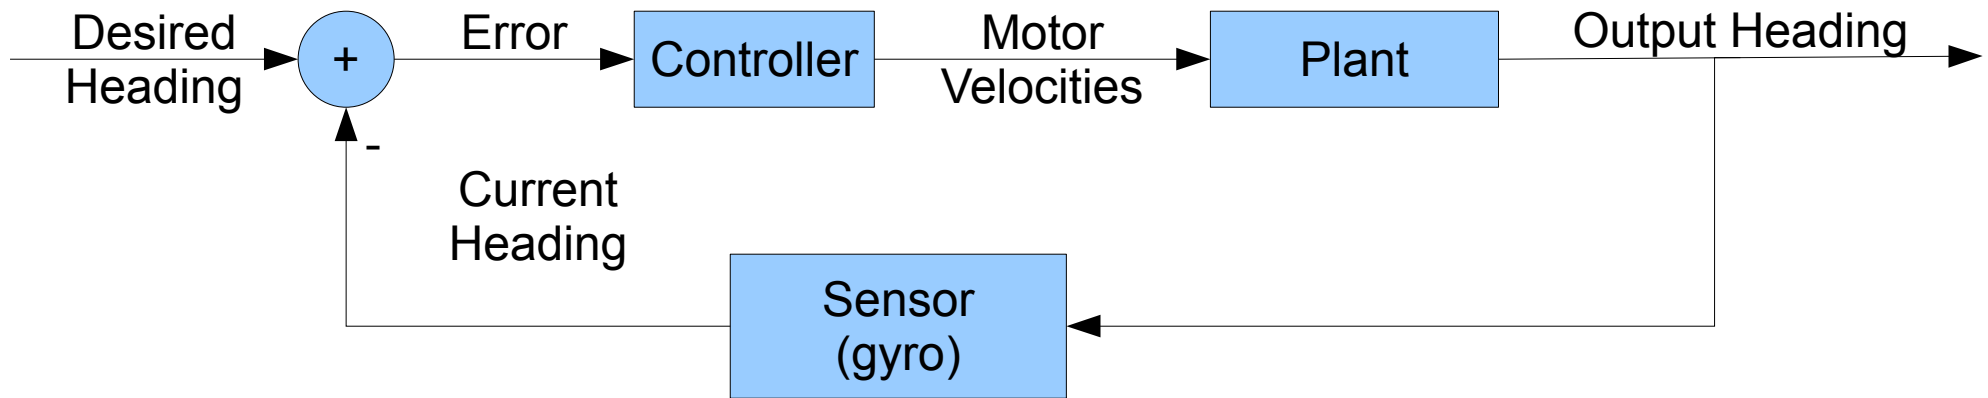 Desired
Heading
+
-
Error
Controller
Motor
Velocities
Plant
Output Heading
Current
Heading
Sensor
(gyro)